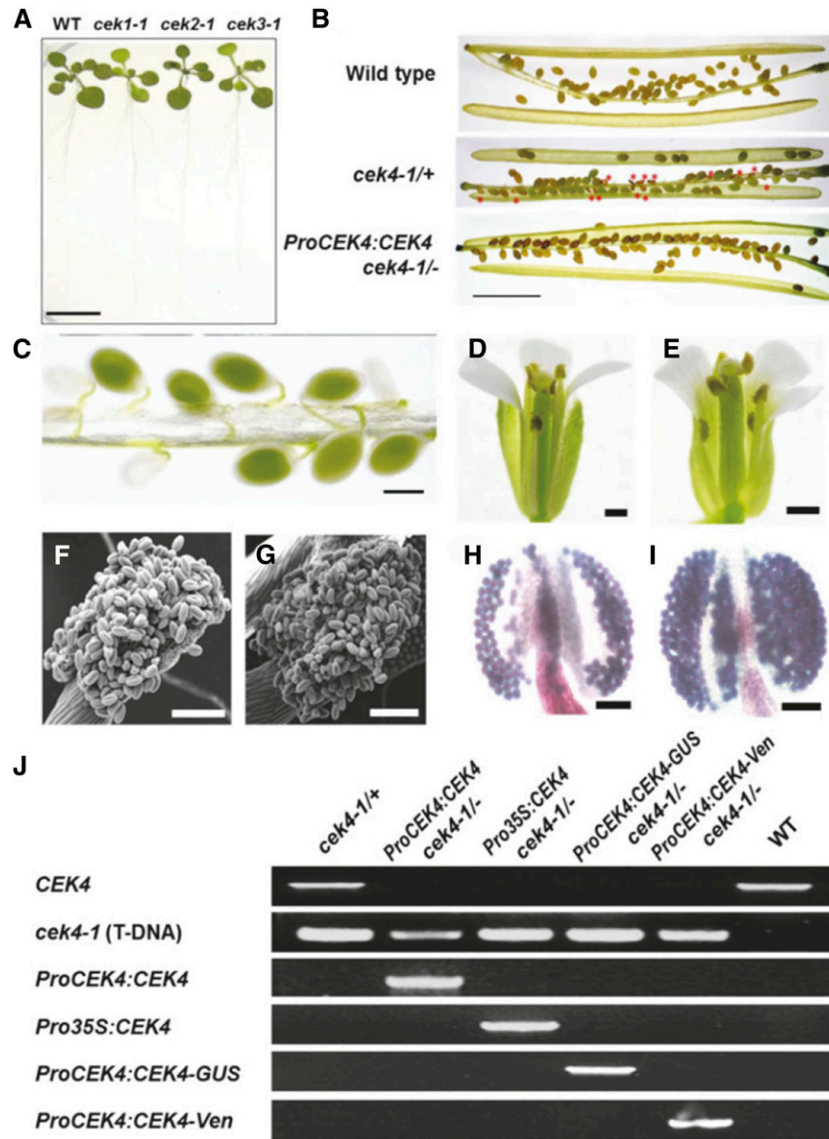 A
WT cek1-1 cek2-1 cek3-1
B
Wild type
cek4-1/+
ProCEK4:CEK4
cek4-1/-
C
D
E
F
G
H
I
J
cek4-1/+
ProCEK4:CEK4
cek4-1/-
Pro35S:CEK4
cek4-1/-
ProCEK4:CEK4-GUS
cek4-1/-
ProCEK4:CEK4-Ven
cek4-1/-
WT
CEK4
cek4-1 (T-DNA)
ProCEK4:CEK4
Pro35S:CEK4
ProCEK4:CEK4-GUS
ProCEK4:CEK4-Ven